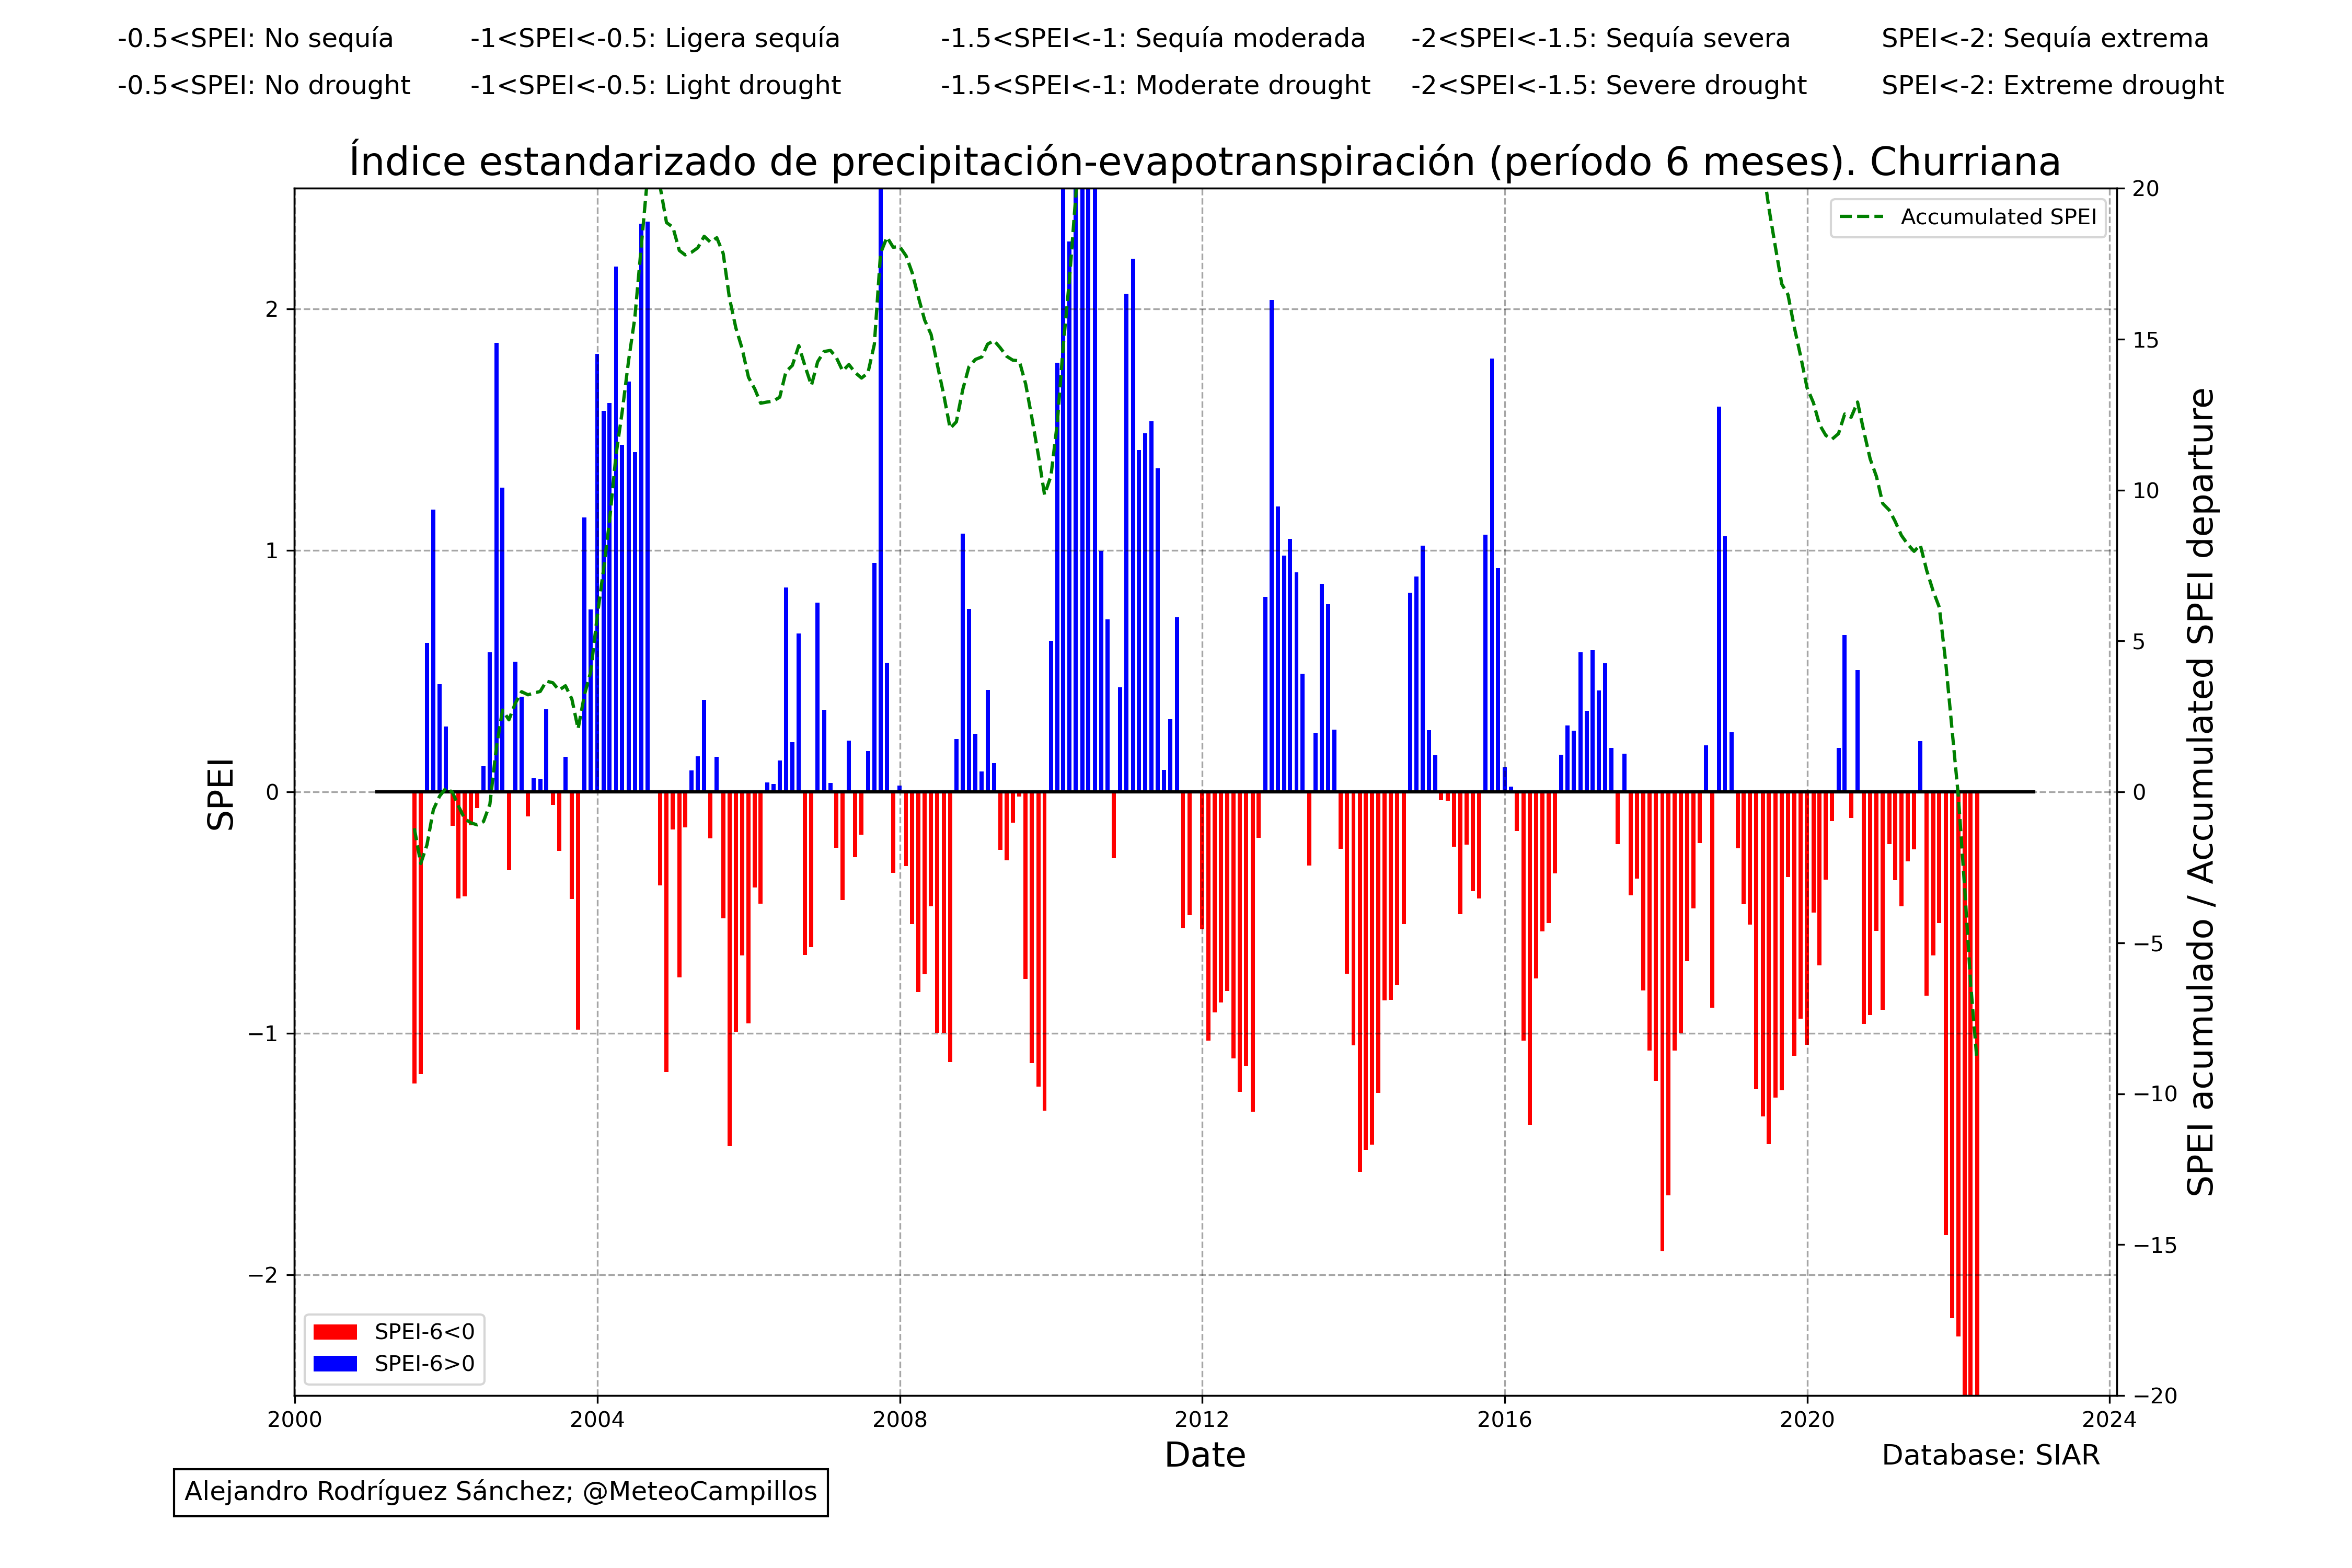 -0.5<SPEI: No sequía -1<SPEI<-0.5: Ligera sequía -1.5<SPEI<-1: Sequía moderada -2<SPEI<-1.5: Sequía severa SPEI<-2: Sequía extrema
-0.5<SPEI: No drought -1<SPEI<-0.5: Light drought -1.5<SPEI<-1: Moderate drought -2<SPEI<-1.5: Severe drought SPEI<-2: Extreme drought
Índice estandarizado de precipitación-evapotranspiración (período 6 meses). Churriana
Accumulated SPEI
SPEI
2
1
0
−1
−2
20
15
10
5
0
−5
−10
−15
−20
SPEI acumulado / Accumulated SPEI departure
SPEI-6<0
SPEI-6>0
2000 2004 2008 2012 2016 2020 2024
Date
Database: SIAR
Alejandro Rodríguez Sánchez; @MeteoCampillos